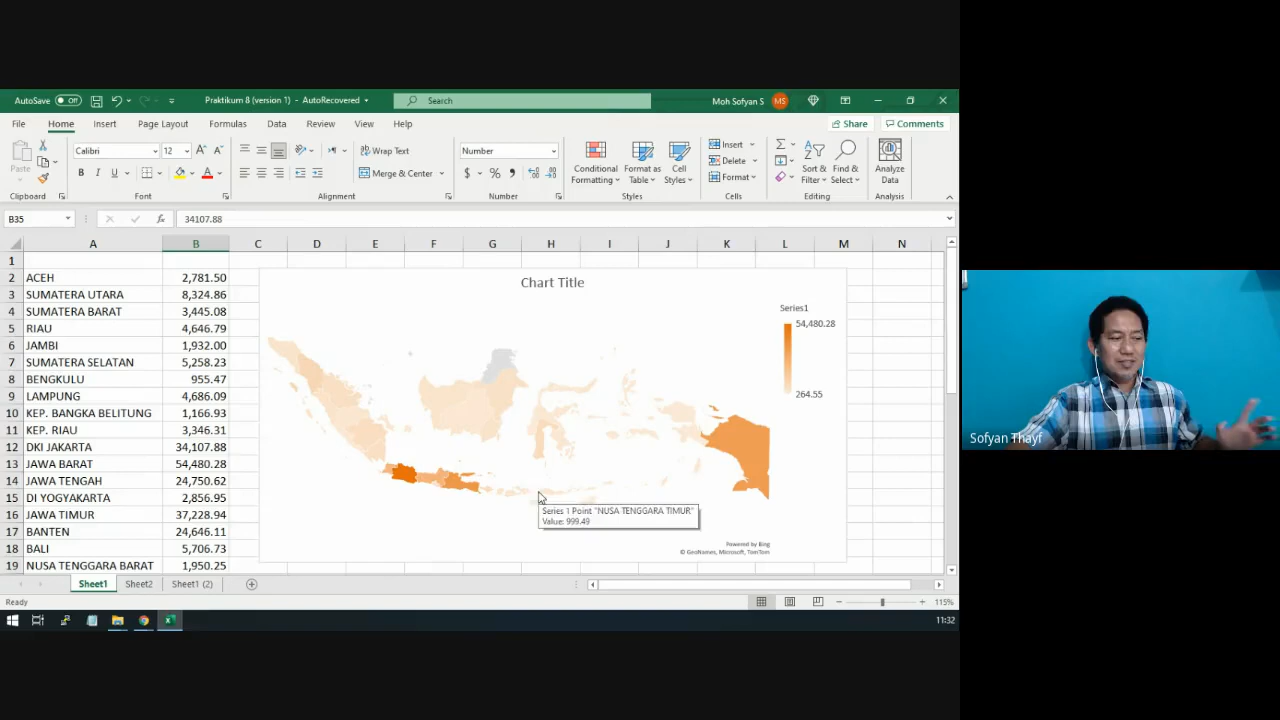 AutoSave Off Praktikum 8 (version 1) - AutoRecovered Search Moh Sofyan S MS
File Home Insert Page Layout Formulas Data Review View Help Share Comments
Paste Calibri 12 Wrap Text Number Insert
B I U Merge & Center $ % Delete
Conditional Formatting Format as Table Cell Styles Format Sort & Filter Find & Select Analyze Data
Clipboard Font Alignment Number Styles Cells Editing Analysis
B35 fx 34107.88
A B C D E F G H I J K L M N
1
2 ACEH 2,781.50
3 SUMATERA UTARA 8,324.86
4 SUMATERA BARAT 3,445.08
5 RIAU 4,646.79
6 JAMBI 1,932.00
7 SUMATERA SELATAN 5,258.23
8 BENGKULU 955.47
9 LAMPUNG 4,686.09
10 KEP. BANGKA BELITUNG 1,166.93
11 KEP. RIAU 3,346.31
12 DKI JAKARTA 34,107.88
13 JAWA BARAT 54,480.28
14 JAWA TENGAH 24,750.62
15 DI YOGYAKARTA 2,856.95
16 JAWA TIMUR 37,228.94
17 BANTEN 24,646.11
18 BALI 5,706.73
19 NUSA TENGGARA BARAT 1,950.25
Chart Title
Series1
54,480.28
264.55
Series 1 Point "NUSA TENGGARA TIMUR"
Value: 999.49
Powered by Bing
© GeoNames, Microsoft, TomTom
Sheet1 Sheet2 Sheet1 (2)
Ready 115%
11:32
Sofyan Thayf